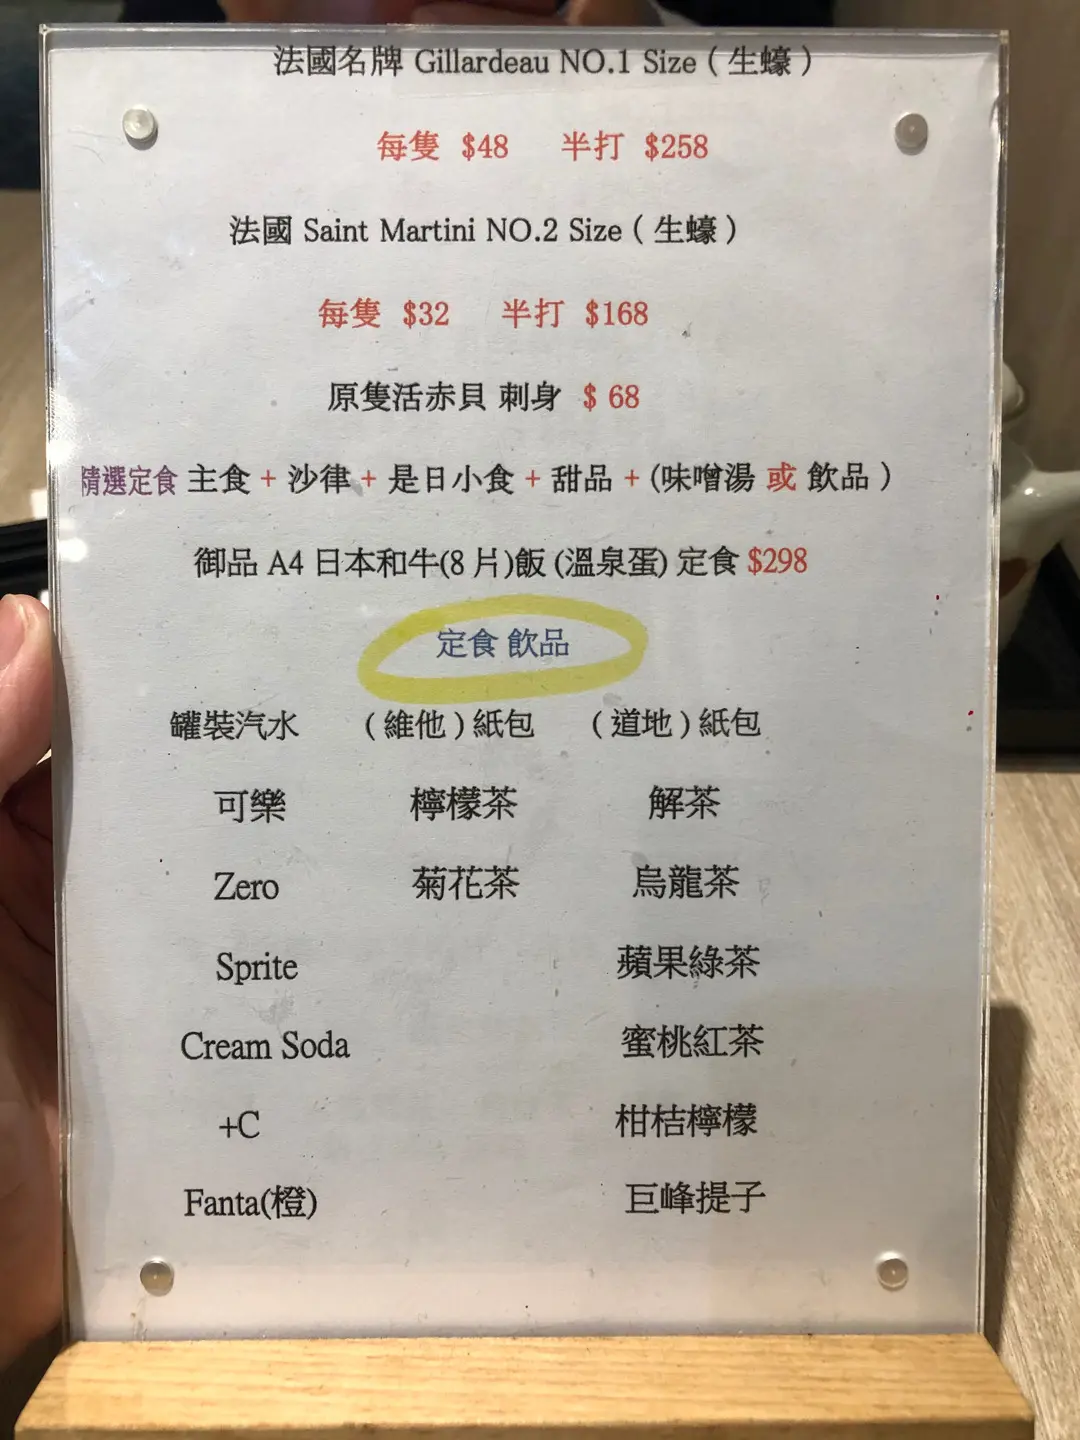 法國名牌 Gillardeau NO.1 Size ( 生蠔 )
每隻 $48 半打 $258
法國 Saint Martini NO.2 Size ( 生蠔 )
每隻 $32 半打 $168
原隻活赤貝 刺身 $ 68
精選定食 主食 + 沙律 + 是日小食 + 甜品 + (味噌湯 或 飲品 )
御品 A4 日本和牛(8 片)飯 (溫泉蛋) 定食 $298
定食 飲品
罐裝汽水 ( 維他 ) 紙包 ( 道地 ) 紙包
可樂 檸檬茶 解茶
Zero 菊花茶 烏龍茶
Sprite 蘋果綠茶
Cream Soda 蜜桃紅茶
+C 柑桔檸檬
Fanta(橙) 巨峰提子